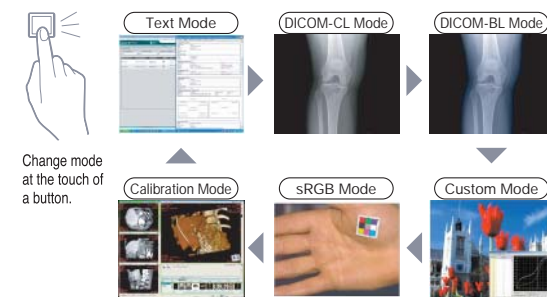 Text Mode
DICOM-CL Mode
DICOM-BL Mode
Change mode
at the touch of
a button.
Calibration Mode
sRGB Mode
Custom Mode